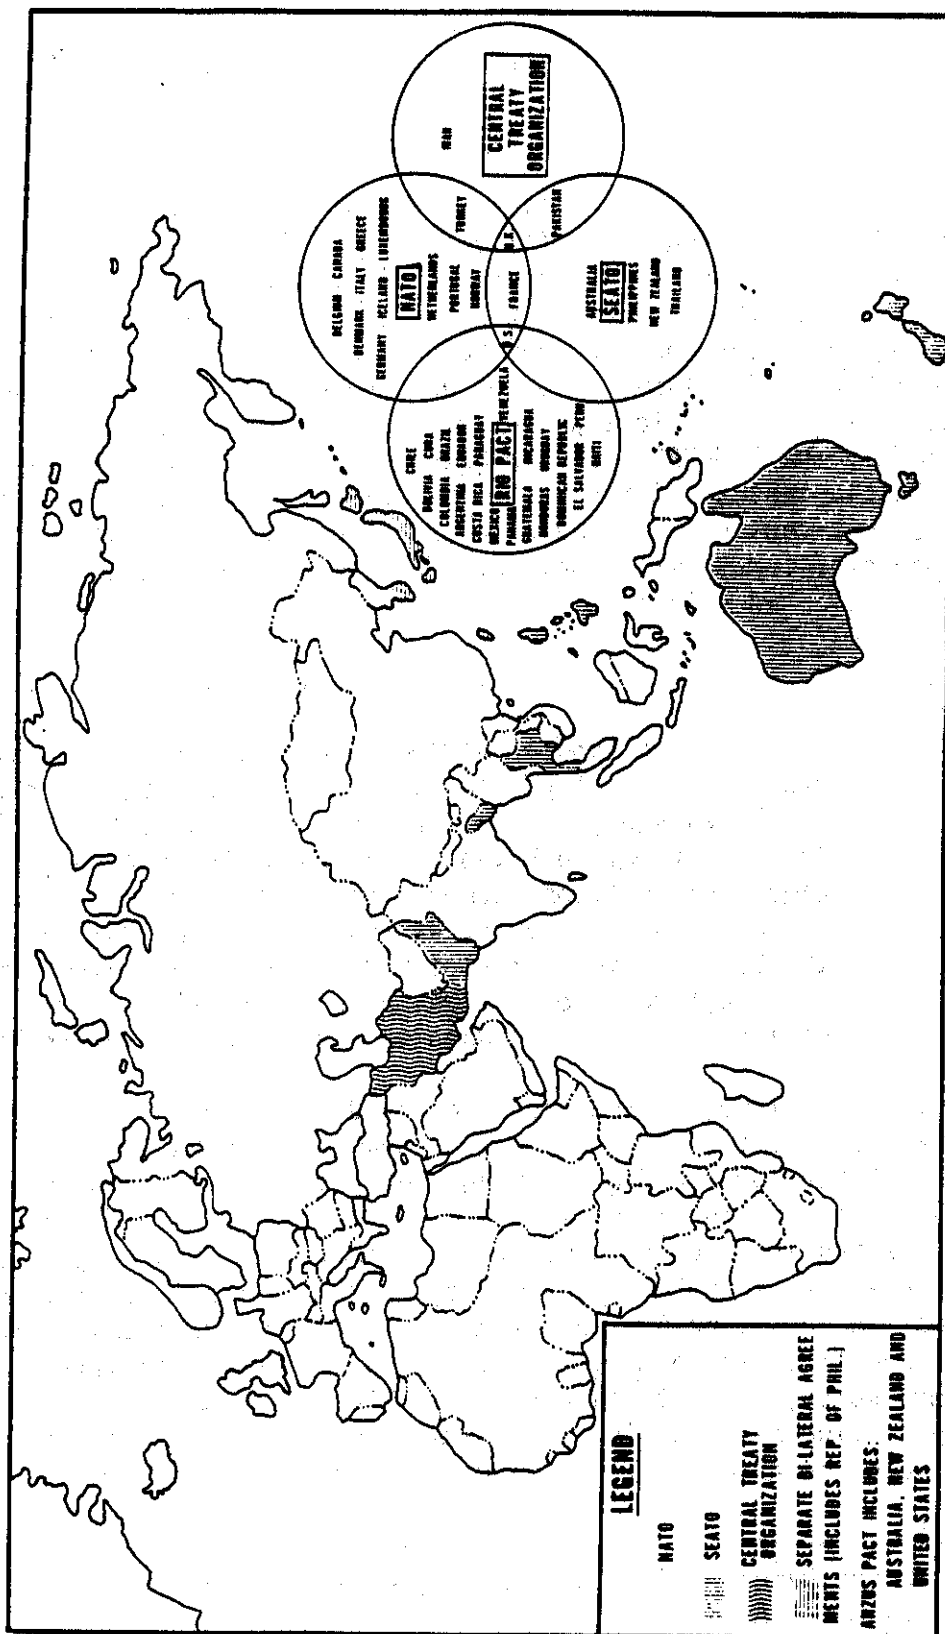 CENTRAL
TREATY
ORGANIZATION
IRAN
TURKEY
U.K.
PAKISTAN
BELGIUM - CANADA
DENMARK - ITALY - GREECE
GERMANY - ICELAND - LUXEMBOURG
NATO
NETHERLANDS
PORTUGAL
NORWAY
FRANCE
U.S.
AUSTRALIA
SEATO
PHILIPPINES
NEW ZEALAND
THAILAND
CHILE
BOLIVIA CUBA
COLOMBIA BRAZIL
ARGENTINA - ECUADOR
COSTA RICA - PARAGUAY
MEXICO RIO PACT VENEZUELA
PANAMA
GUATEMALA NICARAGUA
HONDURAS URUGUAY
DOMINICAN REPUBLIC
EL SALVADOR - PERU
HAITI
LEGEND
NATO
SEATO
CENTRAL TREATY
ORGANIZATION
SEPARATE BI-LATERAL AGREE
MENTS (INCLUDES REP. OF PHIL.)
ANZUS PACT INCLUDES:
AUSTRALIA, NEW ZEALAND AND
UNITED STATES